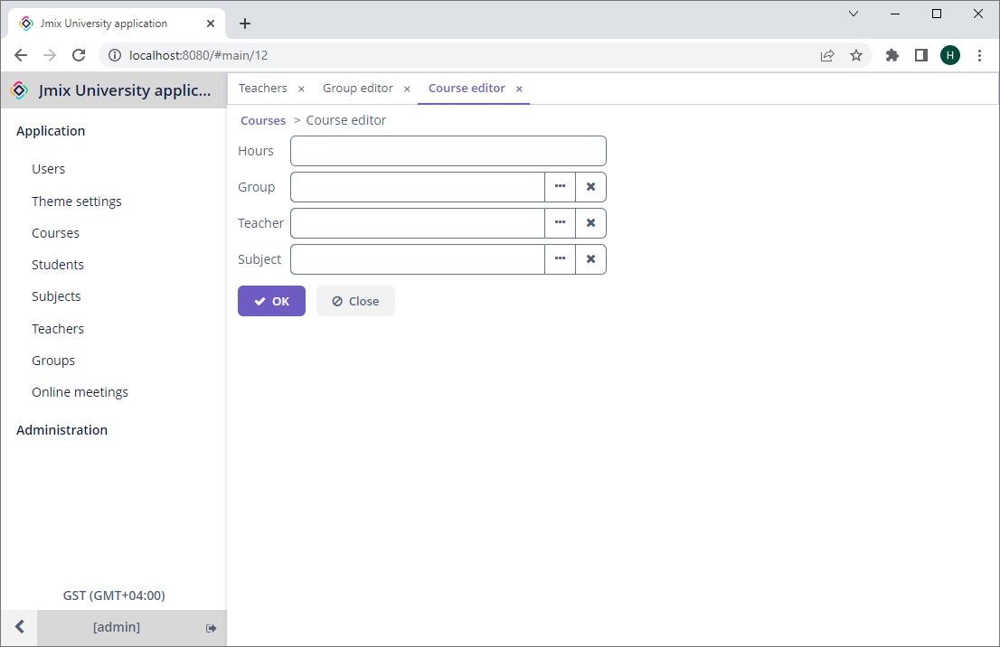 Jmix University application
localhost:8080/#main/12
H
Jmix University applic...
Teachers
Group editor
Course editor
Application
Courses > Course editor
Users
Theme settings
Courses
Students
Subjects
Teachers
Groups
Online meetings
Administration
Hours
Group
Teacher
Subject
OK
Close
GST (GMT+04:00)
[admin]